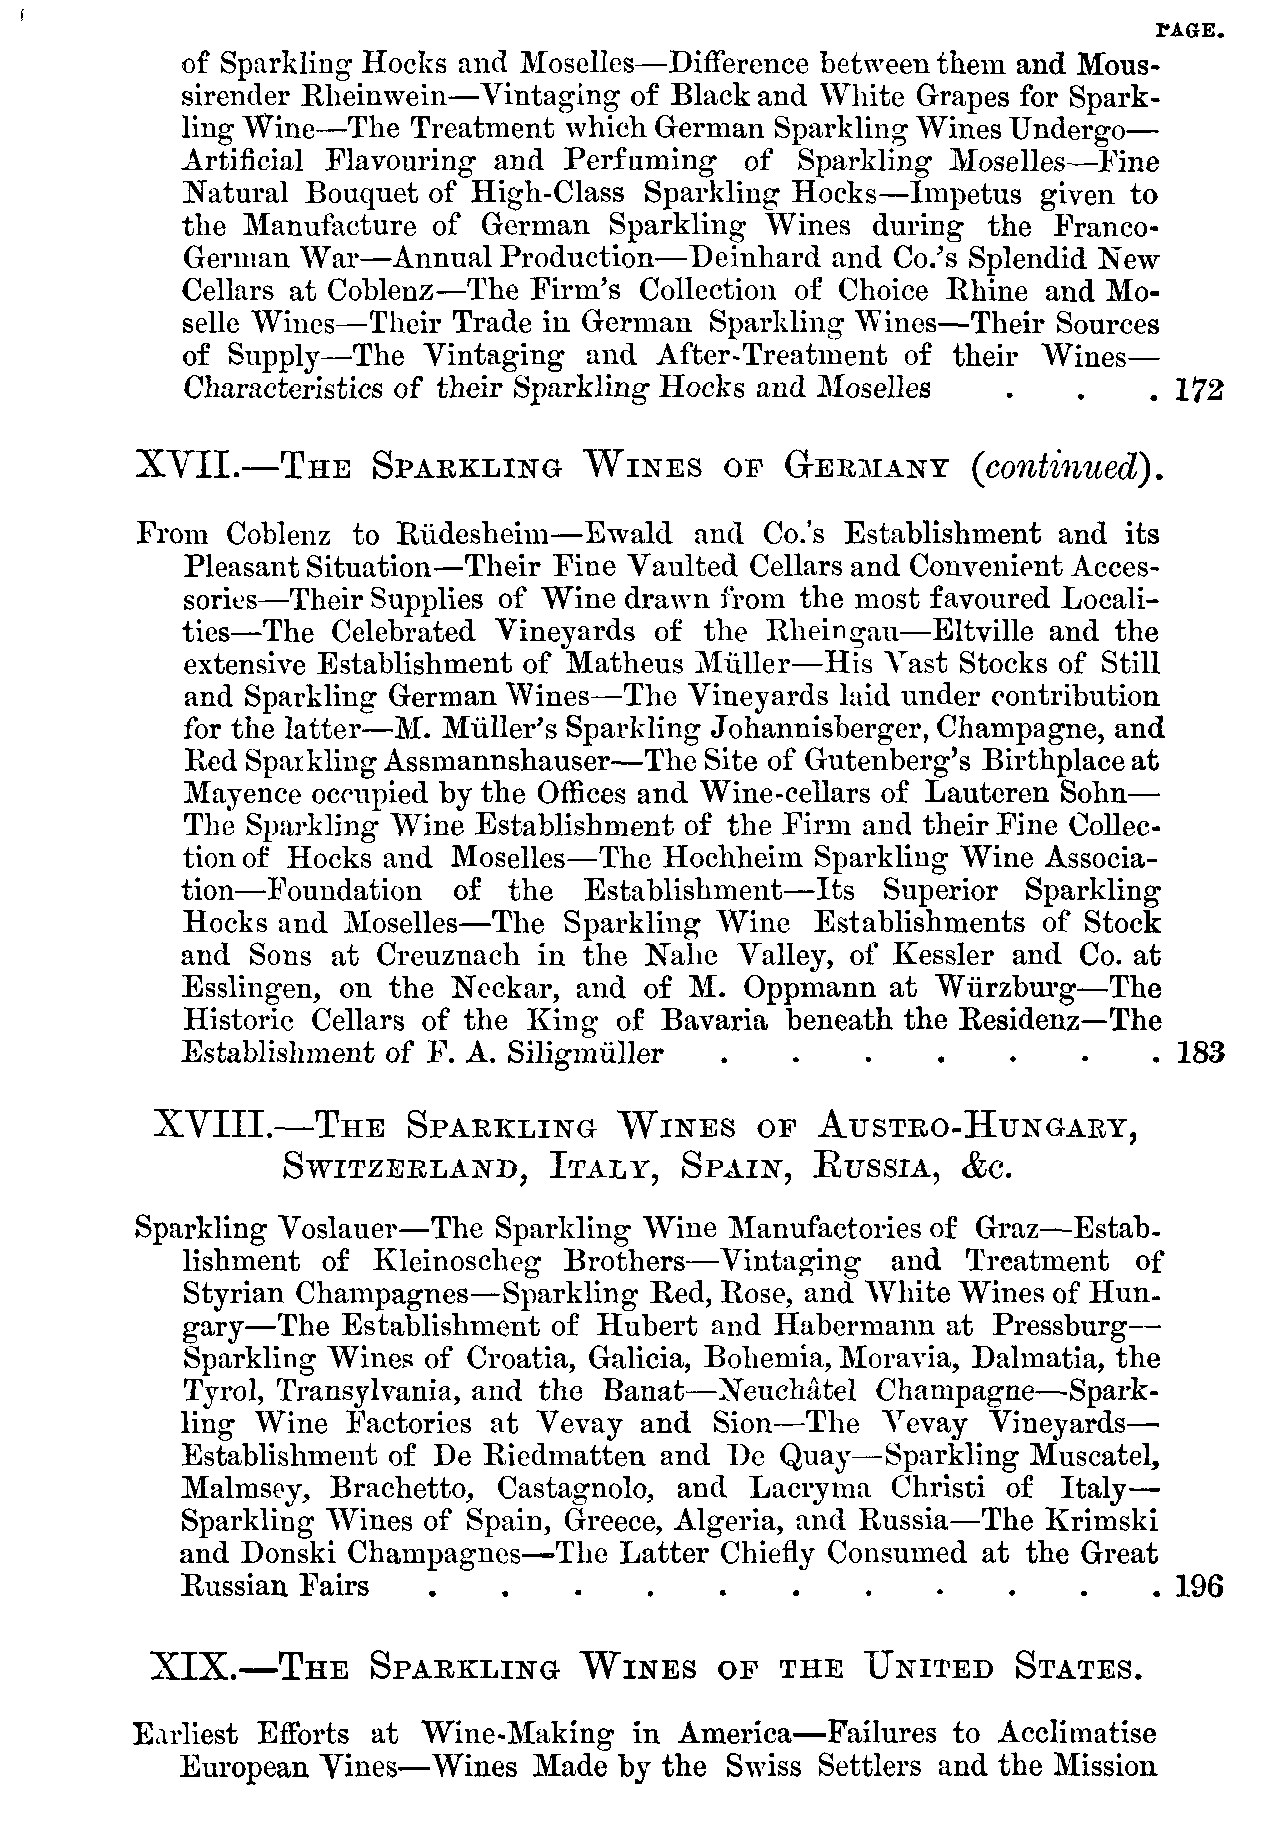 PAGE.
of Sparkling Hocks and Moselles—Difference between them and Mous-
sirender Rheinwein—Vintaging of Black and White Grapes for Spark-
ling Wine—The Treatment which German Sparkling Wines Undergo—
Artificial Flavouring and Perfuming of Sparkling Moselles—Fine
Natural Bouquet of High-Class Sparkling Hocks—Impetus given to
the Manufacture of German Sparkling Wines during the Franco-
German War—Annual Production—Deinhard and Co.'s Splendid New
Cellars at Coblenz—The Firm's Collection of Choice Rhine and Mo-
selle Wines—Their Trade in German Sparkling Wines—Their Sources
of Supply—The Vintaging and After-Treatment of their Wines—
Characteristics of their Sparkling Hocks and Moselles . . . 172
XVII.—The Sparkling Wines of Germany (continued).
From Coblenz to Rüdesheim—Ewald and Co.'s Establishment and its
Pleasant Situation—Their Fine Vaulted Cellars and Convenient Acces-
sories—Their Supplies of Wine drawn from the most favoured Locali-
ties—The Celebrated Vineyards of the Rheingau—Eltville and the
extensive Establishment of Matheus Müller—His Vast Stocks of Still
and Sparkling German Wines—The Vineyards laid under contribution
for the latter—M. Müller's Sparkling Johannisberger, Champagne, and
Red Sparkling Assmannshauser—The Site of Gutenberg's Birthplace at
Mayence occupied by the Offices and Wine-cellars of Lauteren Sohn—
The Sparkling Wine Establishment of the Firm and their Fine Collec-
tion of Hocks and Moselles—The Hochheim Sparkling Wine Associa-
tion—Foundation of the Establishment—Its Superior Sparkling
Hocks and Moselles—The Sparkling Wine Establishments of Stock
and Sons at Creuznach in the Nahe Valley, of Kessler and Co. at
Esslingen, on the Neckar, and of M. Oppmann at Würzburg—The
Historic Cellars of the King of Bavaria beneath the Residenz—The
Establishment of F. A. Siligmüller . . . . . . . 183
XVIII.—The Sparkling Wines of Austro-Hungary,
Switzerland, Italy, Spain, Russia, &c.
Sparkling Voslauer—The Sparkling Wine Manufactories of Graz—Estab-
lishment of Kleinoscheg Brothers—Vintaging and Treatment of
Styrian Champagnes—Sparkling Red, Rose, and White Wines of Hun-
gary—The Establishment of Hubert and Habermann at Pressburg—
Sparkling Wines of Croatia, Galicia, Bohemia, Moravia, Dalmatia, the
Tyrol, Transylvania, and the Banat—Neuchâtel Champagne—Spark-
ling Wine Factories at Vevay and Sion—The Vevay Vineyards—
Establishment of De Riedmatten and De Quay—Sparkling Muscatel,
Malmsey, Brachetto, Castagnolo, and Lacryma Christi of Italy—
Sparkling Wines of Spain, Greece, Algeria, and Russia—The Krimski
and Donski Champagnes—The Latter Chiefly Consumed at the Great
Russian Fairs . . . . . . . . . . . 196
XIX.—The Sparkling Wines of the United States.
Earliest Efforts at Wine-Making in America—Failures to Acclimatise
European Vines—Wines Made by the Swiss Settlers and the Mission